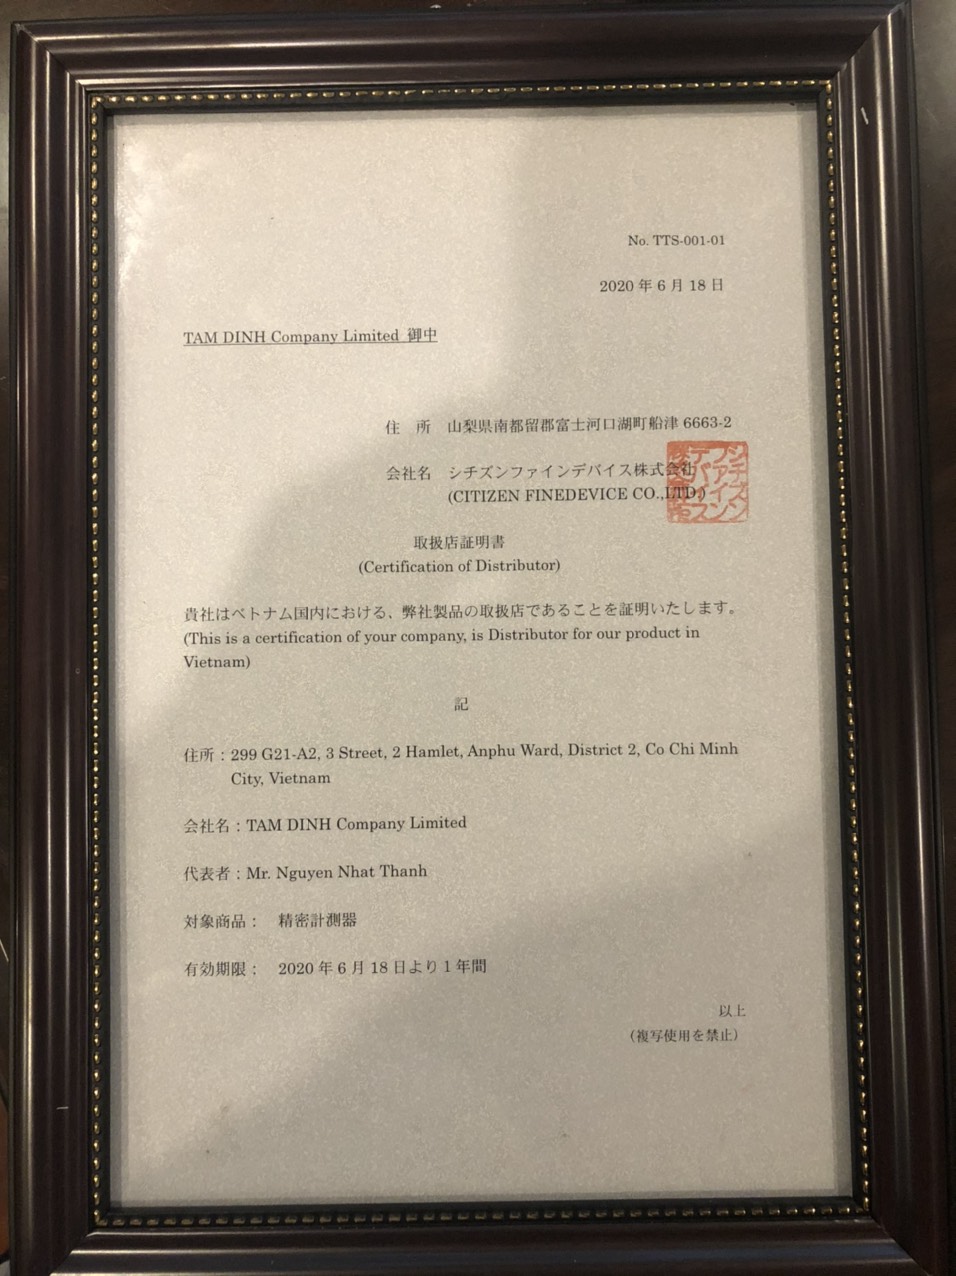 No. TTS-001-01
2020 年 6 月 18 日
TAM DINH Company Limited 御中
住　所　山梨県南都留郡富士河口湖町船津 6663-2
会社名　シチズンファインデバイス株式会社
(CITIZEN FINEDEVICE CO.,LTD.)
取扱店証明書
(Certification of Distributor)
貴社はベトナム国内における、弊社製品の取扱店であることを証明いたします。
(This is a certification of your company, is Distributor for our product in
Vietnam)
記
住所：299 G21-A2, 3 Street, 2 Hamlet, Anphu Ward, District 2, Co Chi Minh
City, Vietnam
会社名：TAM DINH Company Limited
代表者：Mr. Nguyen Nhat Thanh
対象商品：　精密計測器
有効期限：　2020 年 6 月 18 日より 1 年間
以上
（複写使用を禁止）